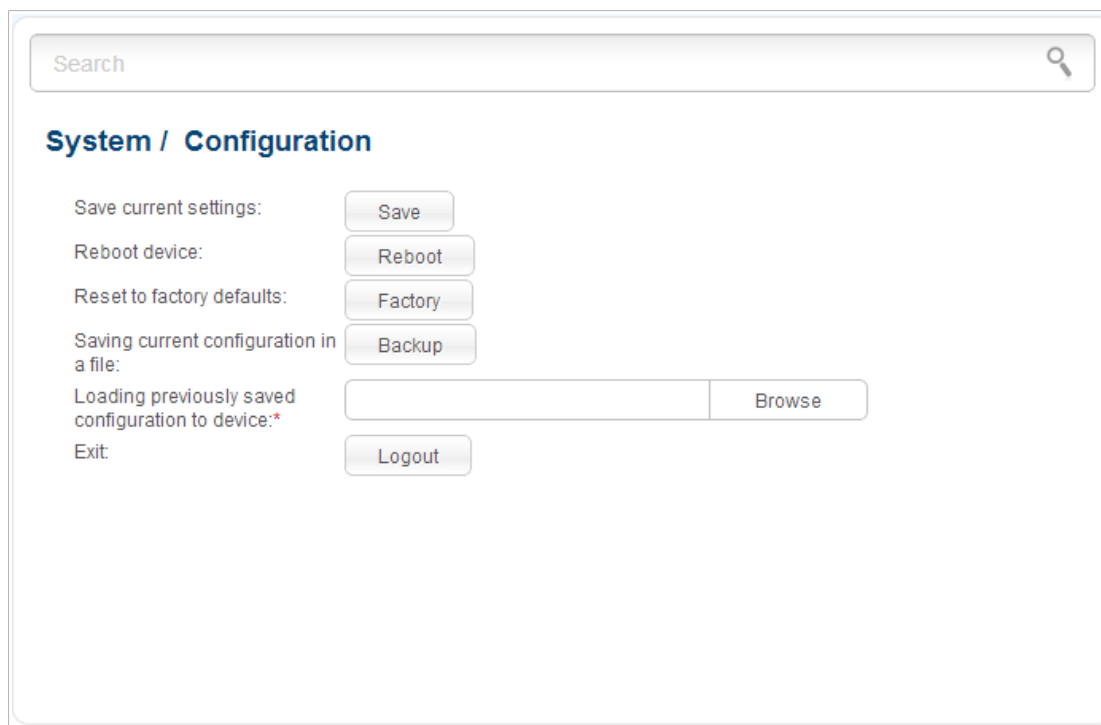 Search
System / Configuration
Save current settings: Save
Reboot device: Reboot
Reset to factory defaults: Factory
Saving current configuration in
a file: Backup
Loading previously saved
configuration to device:* Browse
Exit: Logout